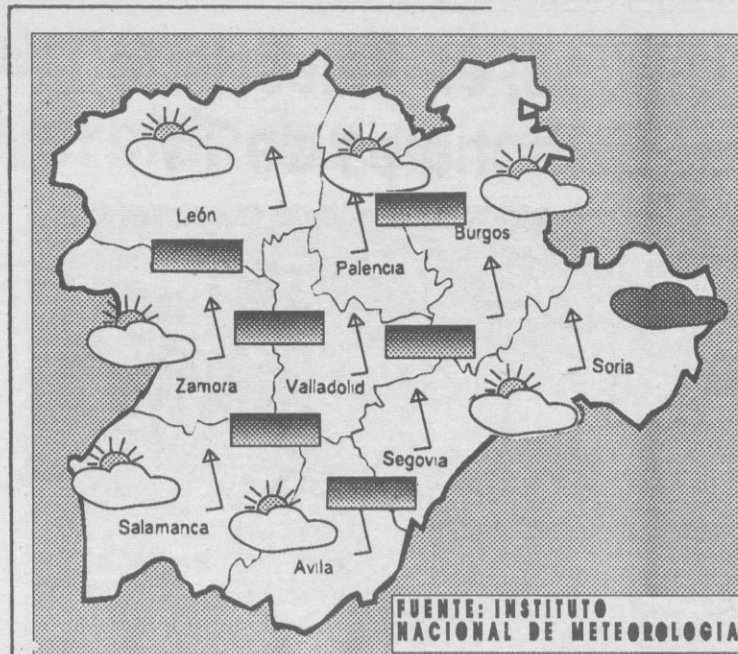 León
Burgos
Palencia
Zamora
Valladolid
Soria
Segovia
Salamanca
Avila
FUENTE: INSTITUTO
NACIONAL DE METEOROLOGIA